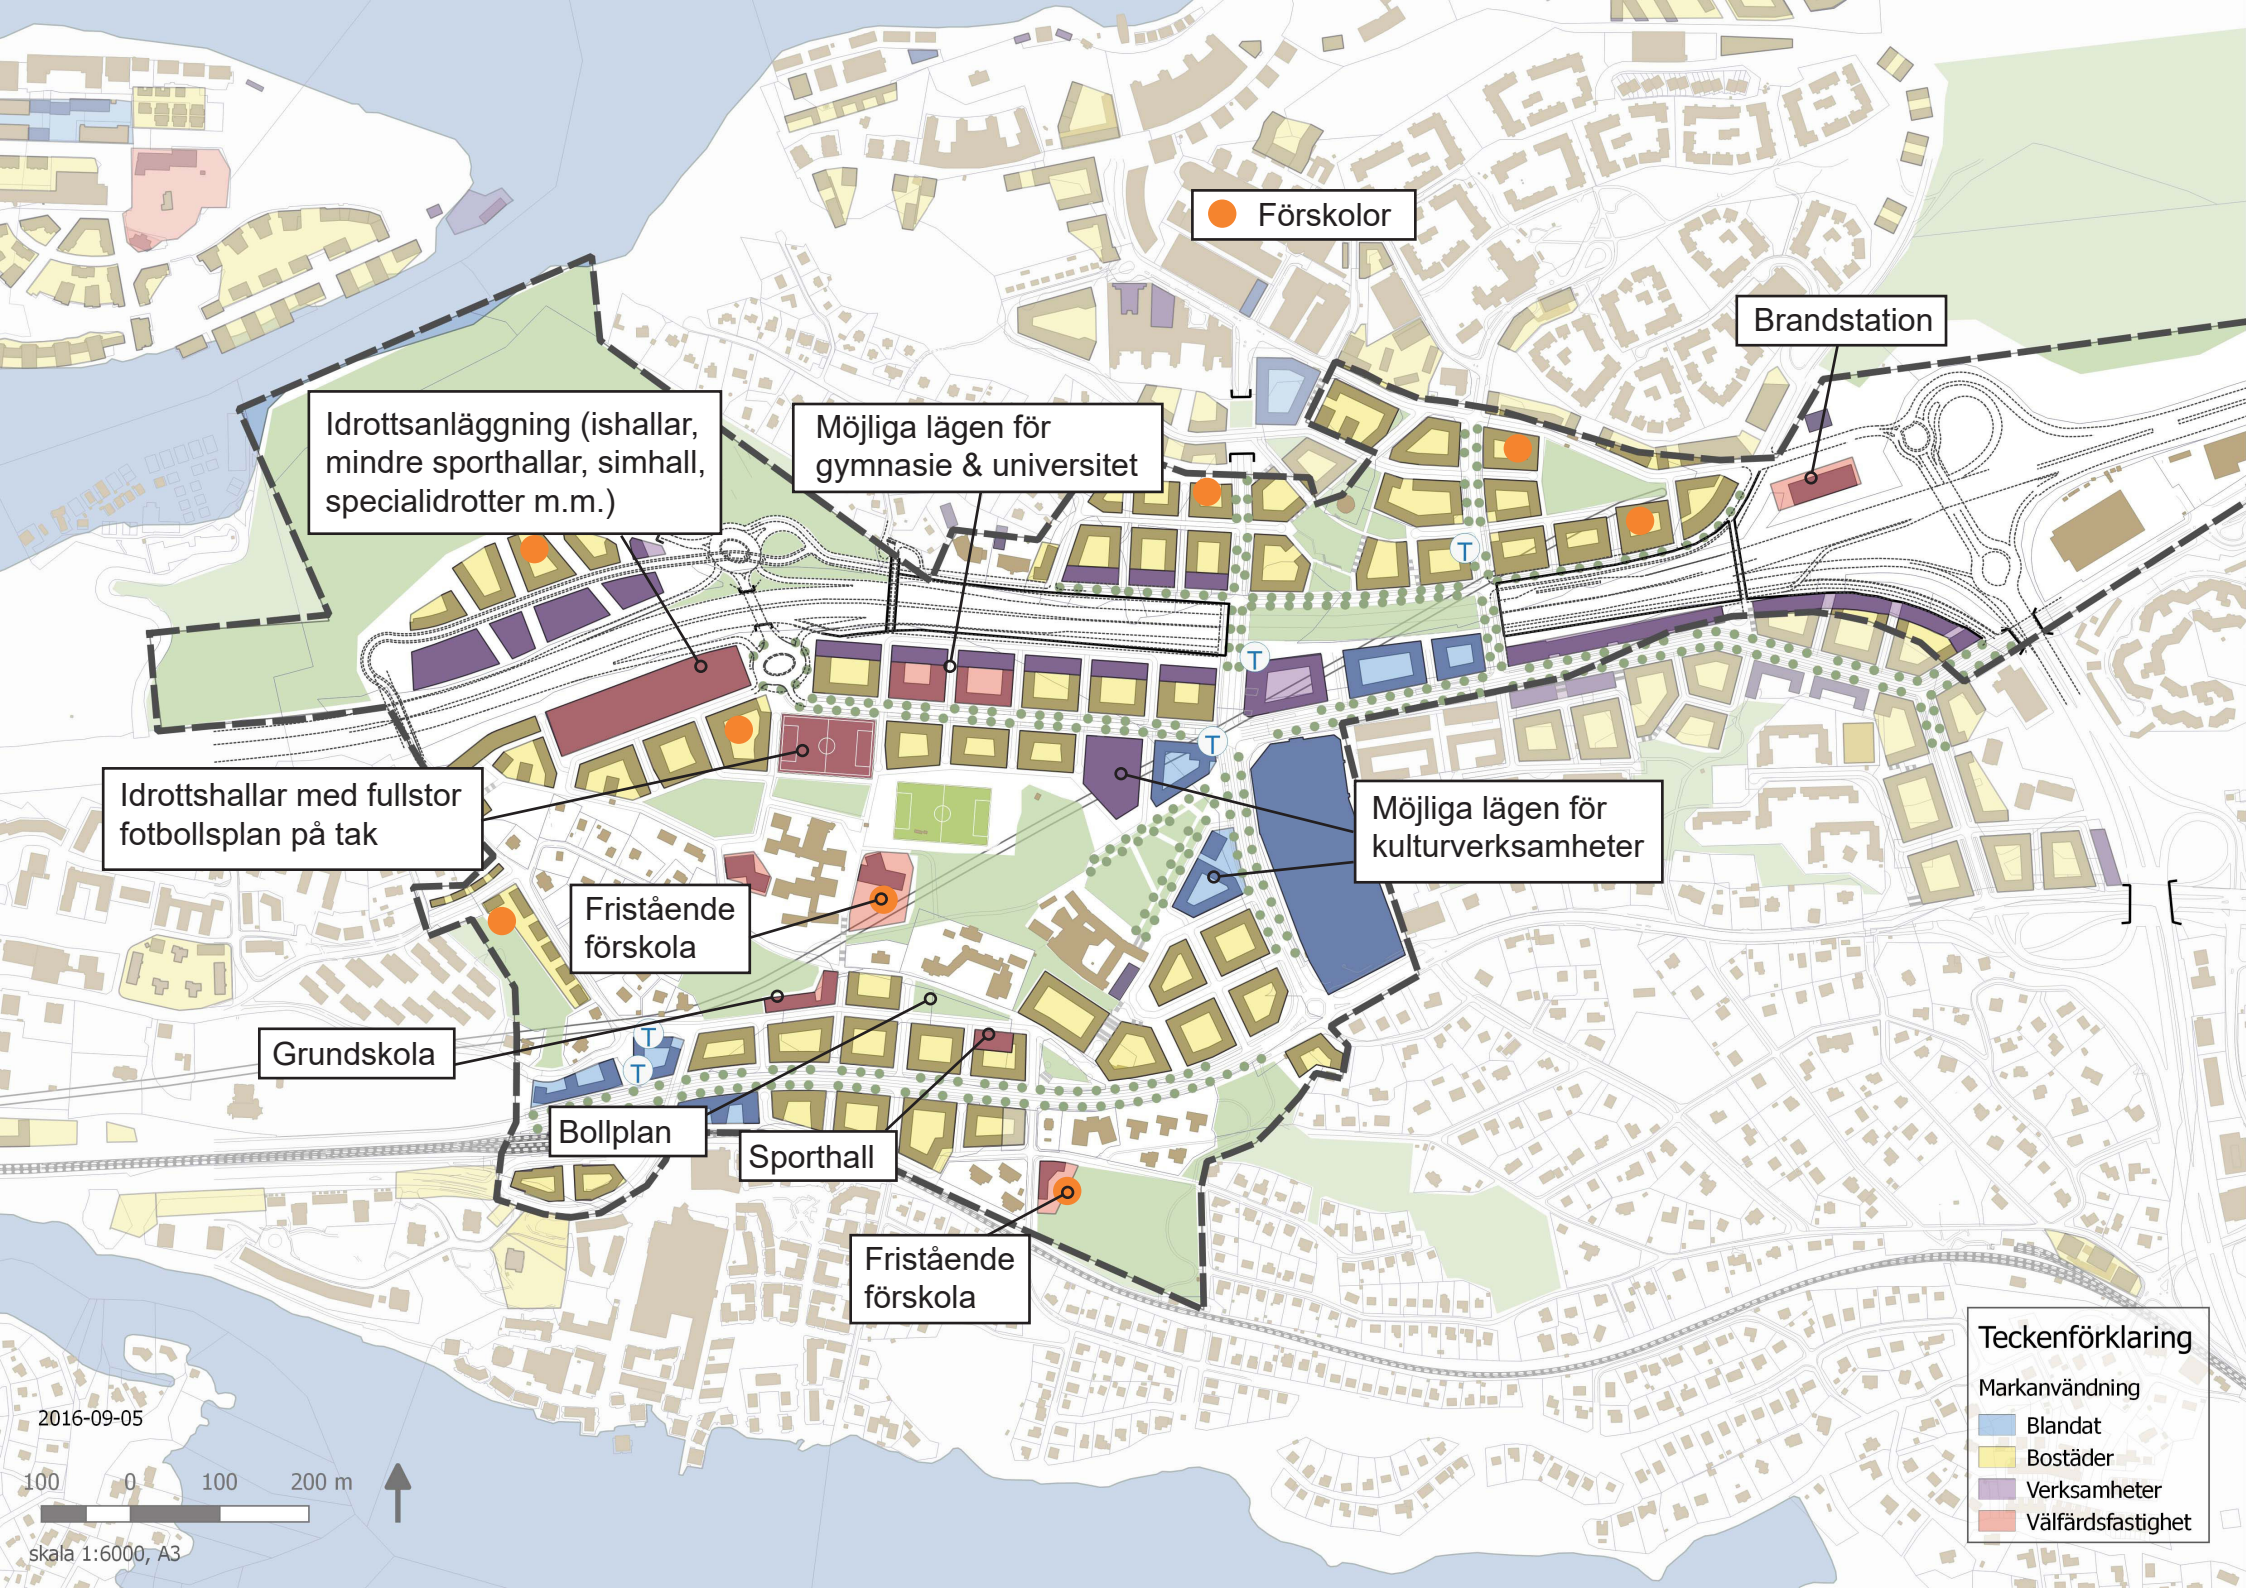 Förskolor
Brandstation
Idrottsanläggning (ishallar,
mindre sporthallar, simhall,
specialidrotter m.m.)
Möjliga lägen för
gymnasie & universitet
T
T
T
Idrottshallar med fullstor
fotbollsplan på tak
Möjliga lägen för
kulturverksamheter
Fristående
förskola
Grundskola
T
T
Bollplan
Sporthall
Fristående
förskola
Teckenförklaring
Markanvändning
Blandat
Bostäder
Verksamheter
Välfärdsfastighet
2016-09-05
100 0 100 200 m
skala 1:6000, A3